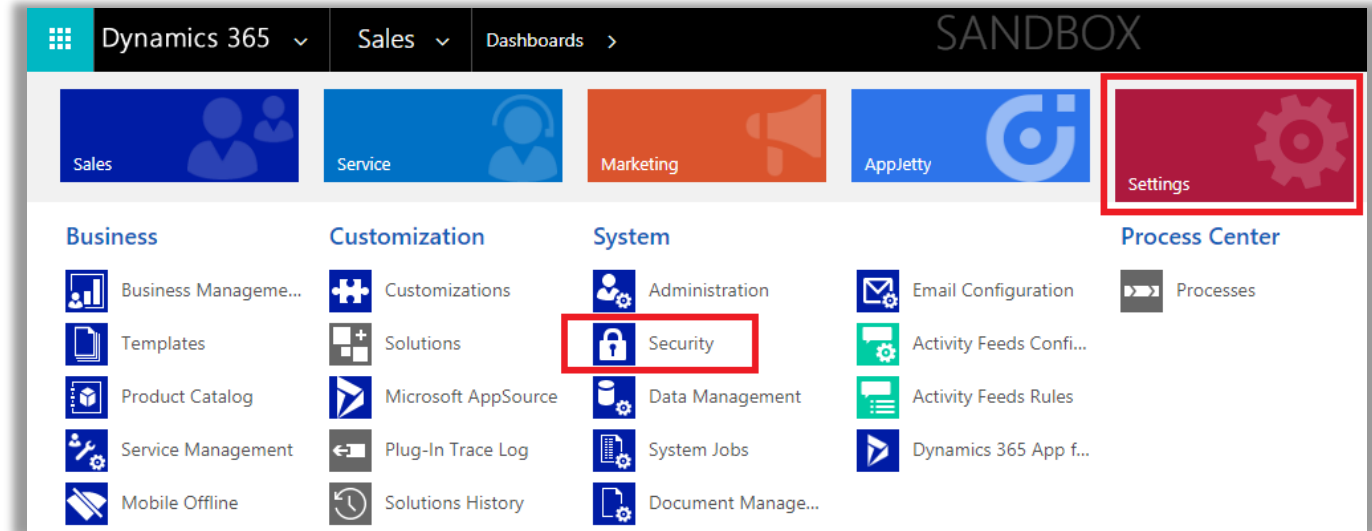 Dynamics 365 Sales Dashboards > SANDBOX
Sales Service Marketing AppJetty Settings
Business Customization System Process Center
Business Manageme... Customizations Administration Email Configuration Processes
Templates Solutions Security Activity Feeds Confi...
Product Catalog Microsoft AppSource Data Management Activity Feeds Rules
Service Management Plug-In Trace Log System Jobs Dynamics 365 App f...
Mobile Offline Solutions History Document Manage...